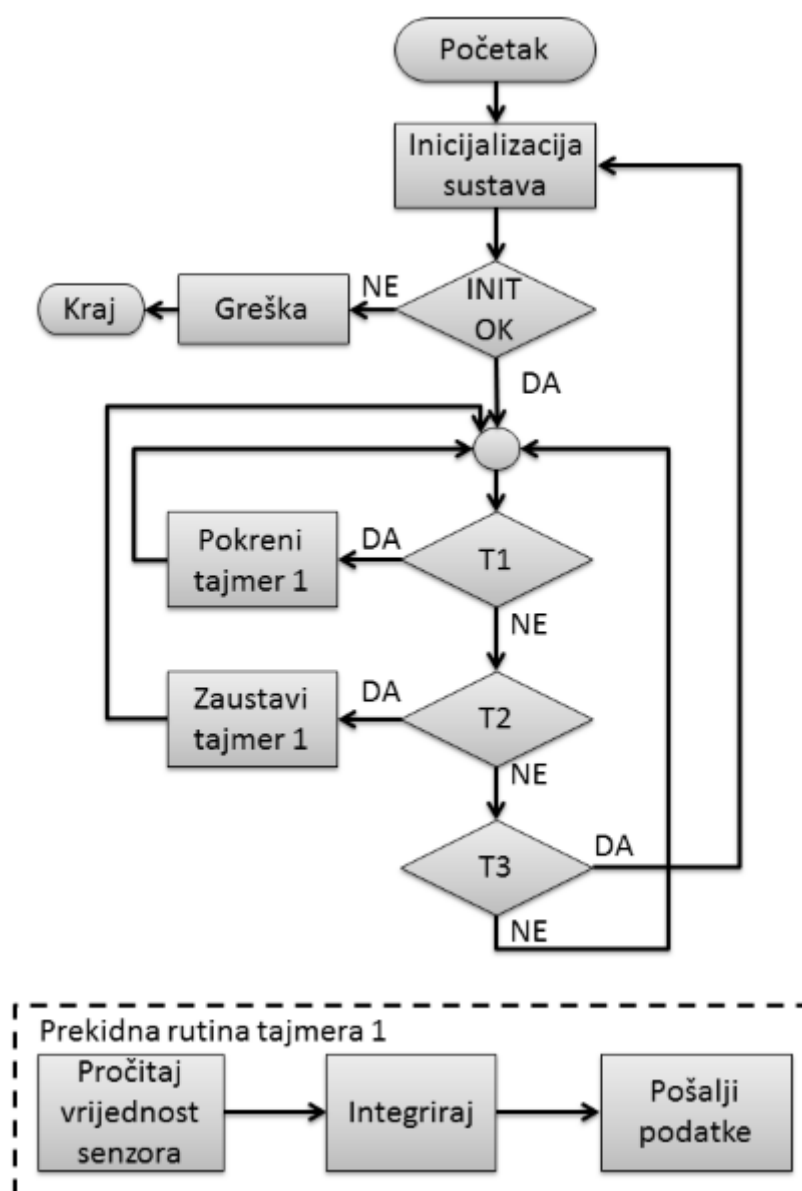 Početak
Inicijalizacija
sustava
INIT
OK
NE
Greška
Kraj
DA
T1
DA
Pokreni
tajmer 1
NE
T2
DA
Zaustavi
tajmer 1
NE
T3
DA
NE
Prekidna rutina tajmera 1
Pročitaj
vrijednost
senzora
Integriraj
Pošalji
podatke